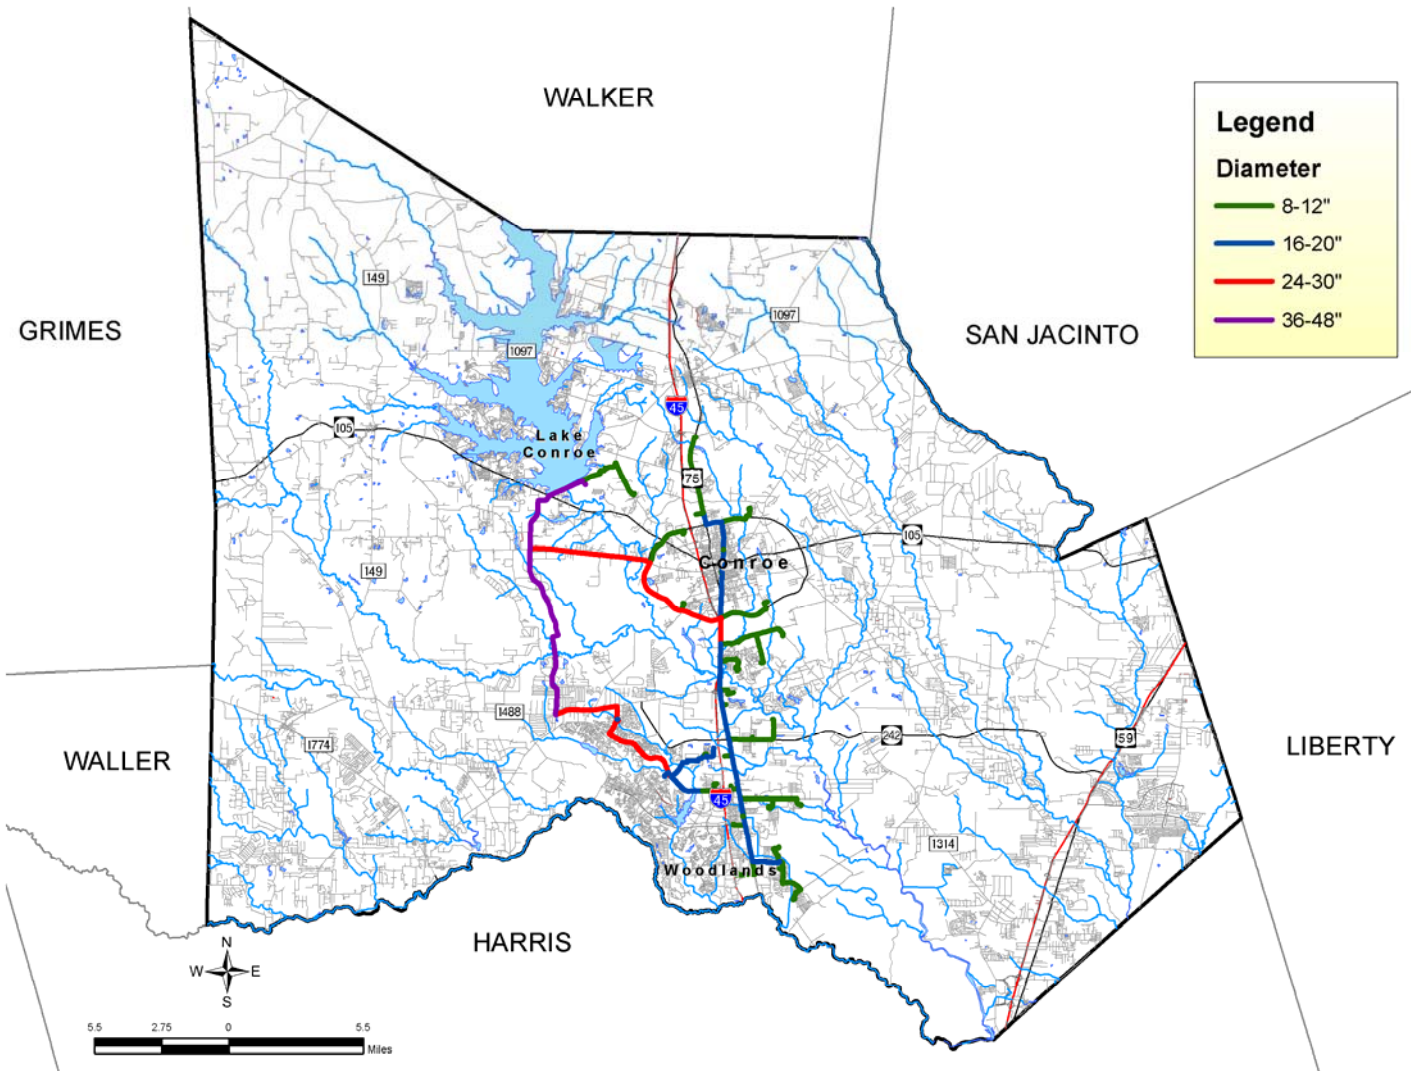 WALKER
Legend
Diameter
8-12"
16-20"
24-30"
36-48"
149
1097
GRIMES
SAN JACINTO
1097
45
105
Lake
Conroe
75
105
Conroe
149
1488
242
59
1774
LIBERTY
WALLER
45
1314
Woodlands
HARRIS
N
W E
S
5.5 2.75 0 5.5
Miles